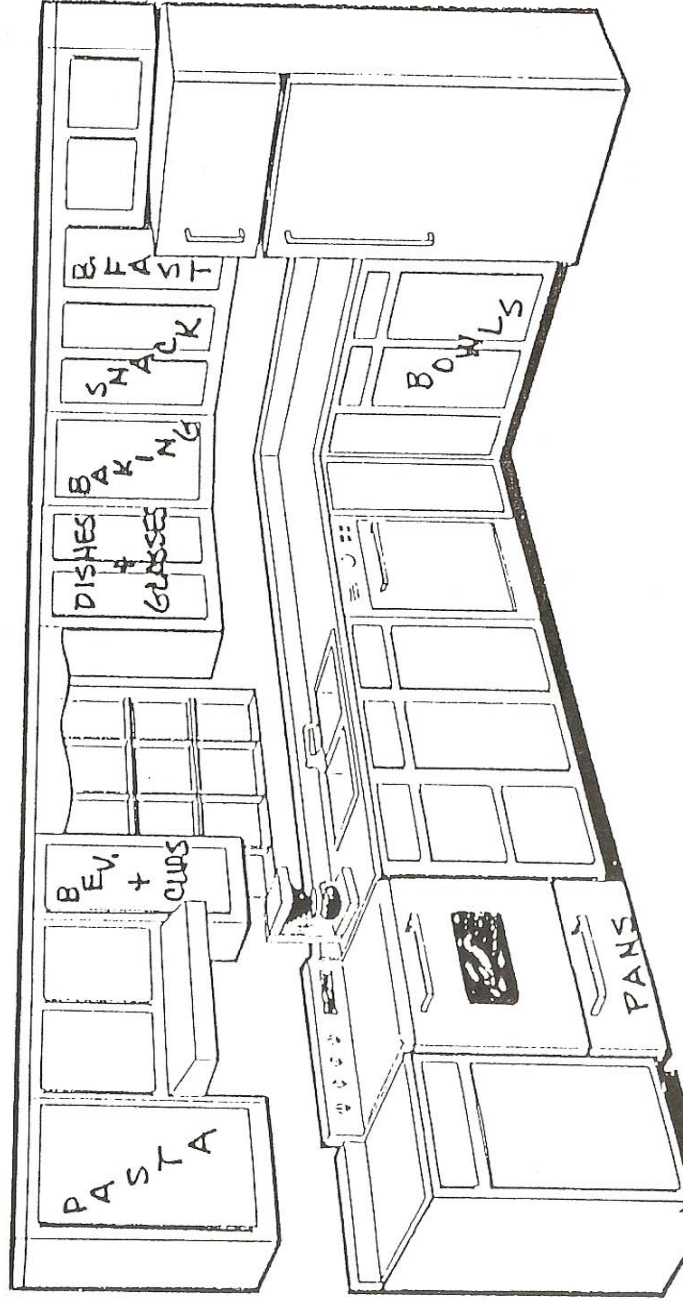 PASTA
BEV.
+
CUPS
DISHES
+
GLASSES
BAKING
SNACK
B.FAST
PANS
BOWLS